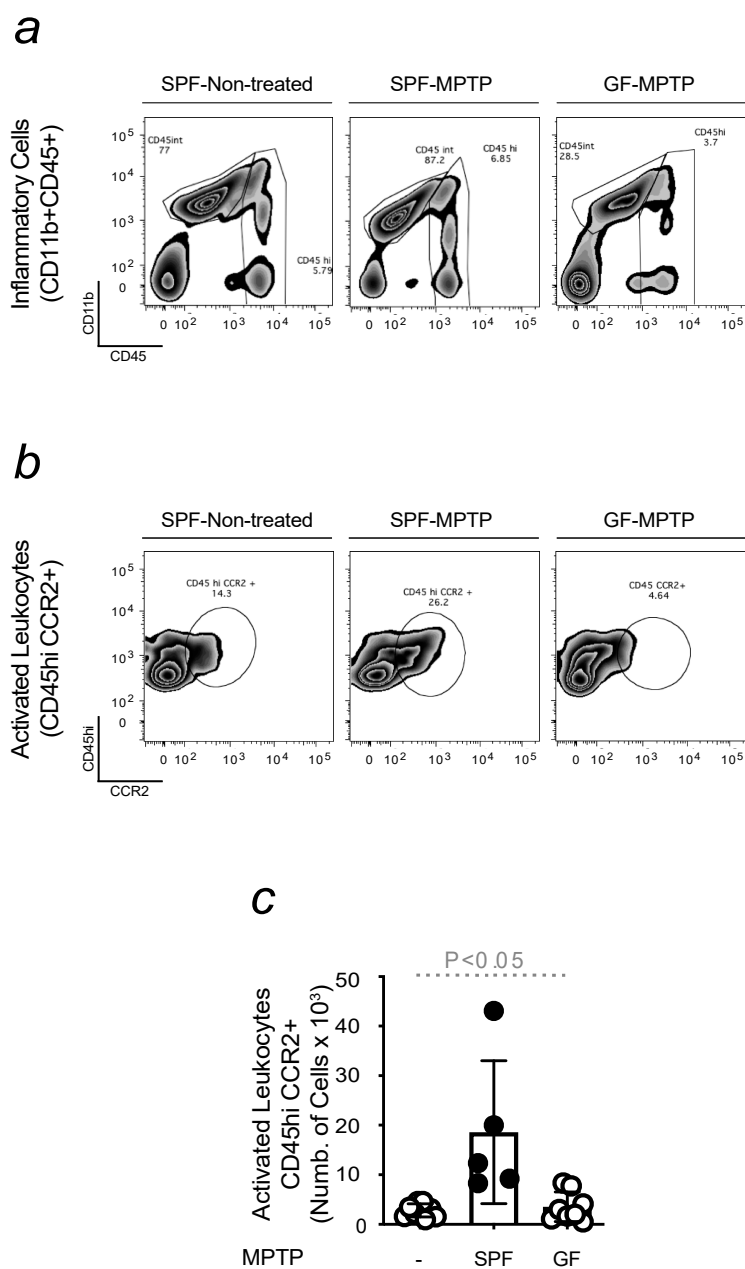 a
SPF-Non-treated
SPF-MPTP
GF-MPTP
Inflammatory Cells
(CD11b+CD45+)
CD45int
77
CD45 hi
5.79
CD45 int
87.2
CD45 hi
6.85
CD45int
28.5
CD45hi
3.7
10⁵
10⁴
10³
10²
0
CD11b
0 10² 10³ 10⁴ 10⁵
0 10² 10³ 10⁴ 10⁵
0 10² 10³ 10⁴ 10⁵
CD45
b
SPF-Non-treated
SPF-MPTP
GF-MPTP
Activated Leukocytes
(CD45hi CCR2+)
CD45 hi CCR2 +
14.3
CD45 hi CCR2 +
26.2
CD45 CCR2+
4.64
10⁵
10⁴
10³
10²
0
CD45hi
0 10² 10³ 10⁴ 10⁵
0 10² 10³ 10⁴ 10⁵
0 10² 10³ 10⁴ 10⁵
CCR2
c
P<0.05
Activated Leukocytes
CD45hi CCR2+
(Numb. of Cells x 10³)
50
40
30
20
10
0
MPTP - SPF GF